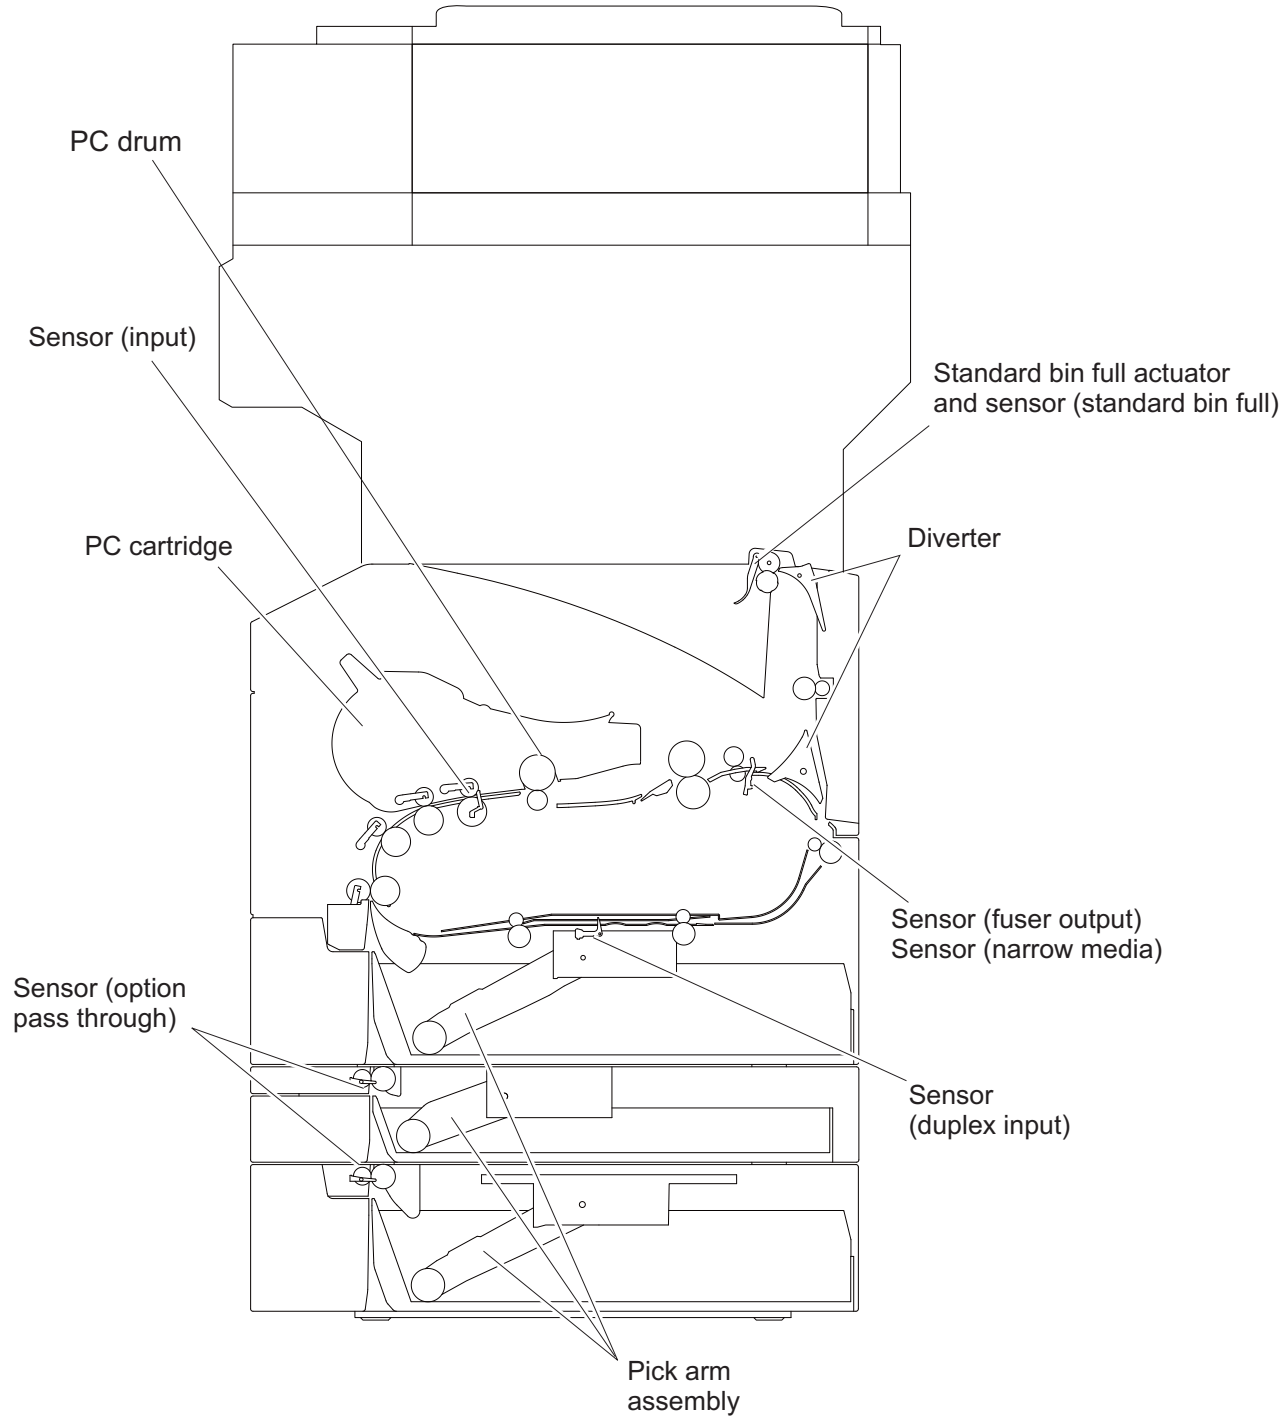 PC drum
Sensor (input)
Standard bin full actuator
and sensor (standard bin full)
PC cartridge
Diverter
Sensor (fuser output)
Sensor (narrow media)
Sensor (option
pass through)
Sensor
(duplex input)
Pick arm
assembly